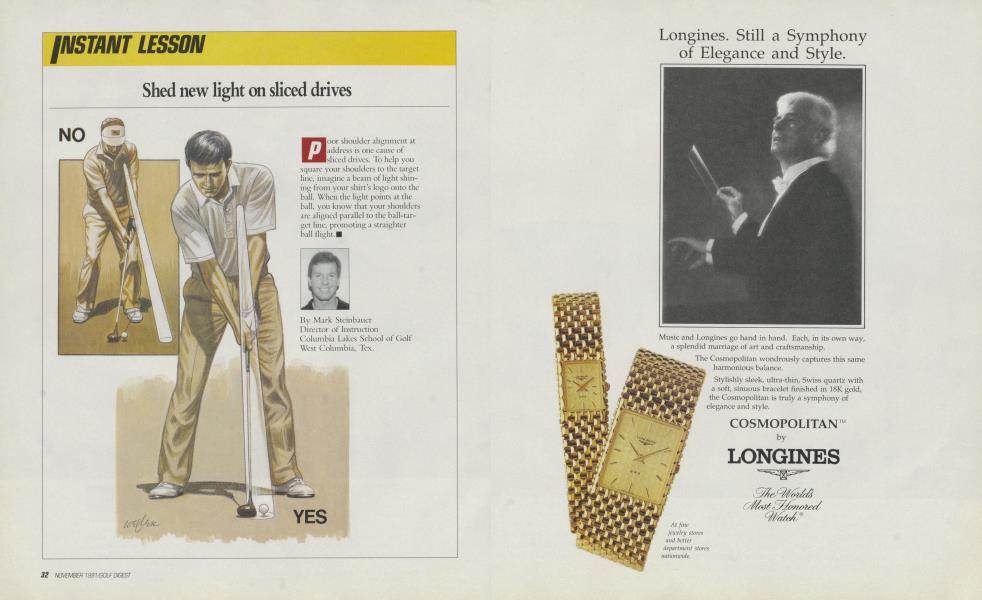 INSTANT LESSON
Shed new light on sliced drives
NO
Poor shoulder alignment at
address is one cause of
sliced drives. To help you
square your shoulders to the target
line, imagine a beam of light shin-
ing from your shirt's logo onto the
ball. When the light points at the
ball, you know that your shoulders
are aligned parallel to the ball-tar-
get line, promoting a straighter
ball flight.■
By Mark Steinbauer
Director of Instruction
Columbia Lakes School of Golf
West Columbia, Tex.
YES
32 NOVEMBER 1991/GOLF DIGEST
Longines. Still a Symphony
of Elegance and Style.
Music and Longines go hand in hand. Each, in its own way,
a splendid marriage of art and craftsmanship.
The Cosmopolitan wondrously captures this same
harmonious balance.
Stylishly sleek, ultra-thin, Swiss quartz with
a soft, sinuous bracelet finished in 18K gold,
the Cosmopolitan is truly a symphony of
elegance and style.
COSMOPOLITAN™
by
LONGINES
The World's
Most Honored
Watch®
At fine
jewelry stores
and better
department stores
nationwide.